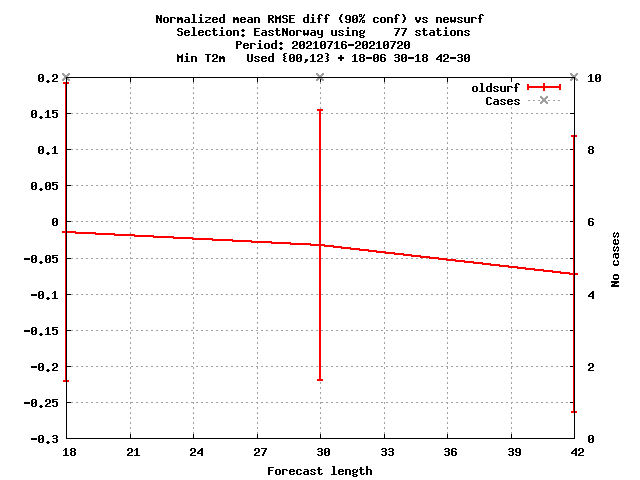 Normalized mean RMSE diff (90% conf) vs newsurf
Selection: EastNorway using    77 stations
Period: 20210716-20210720
Min T2m   Used {00,12} + 18-06 30-18 42-30
oldsurf
Cases
0.2
0.15
0.1
0.05
0
-0.05
-0.1
-0.15
-0.2
-0.25
-0.3
10
8
6
4
2
0
No cases
18 21 24 27 30 33 36 39 42
Forecast length